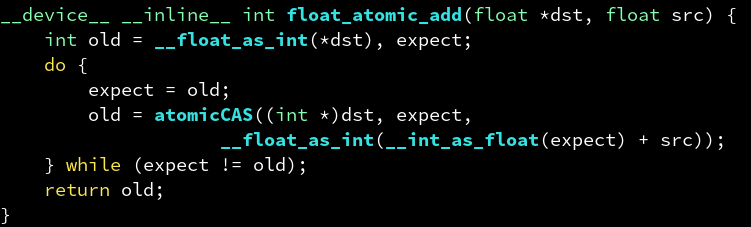 __device__ __inline__ int float_atomic_add(float *dst, float src) {
    int old = __float_as_int(*dst), expect;
    do {
        expect = old;
        old = atomicCAS((int *)dst, expect,
                    __float_as_int(__int_as_float(expect) + src));
    } while (expect != old);
    return old;
}